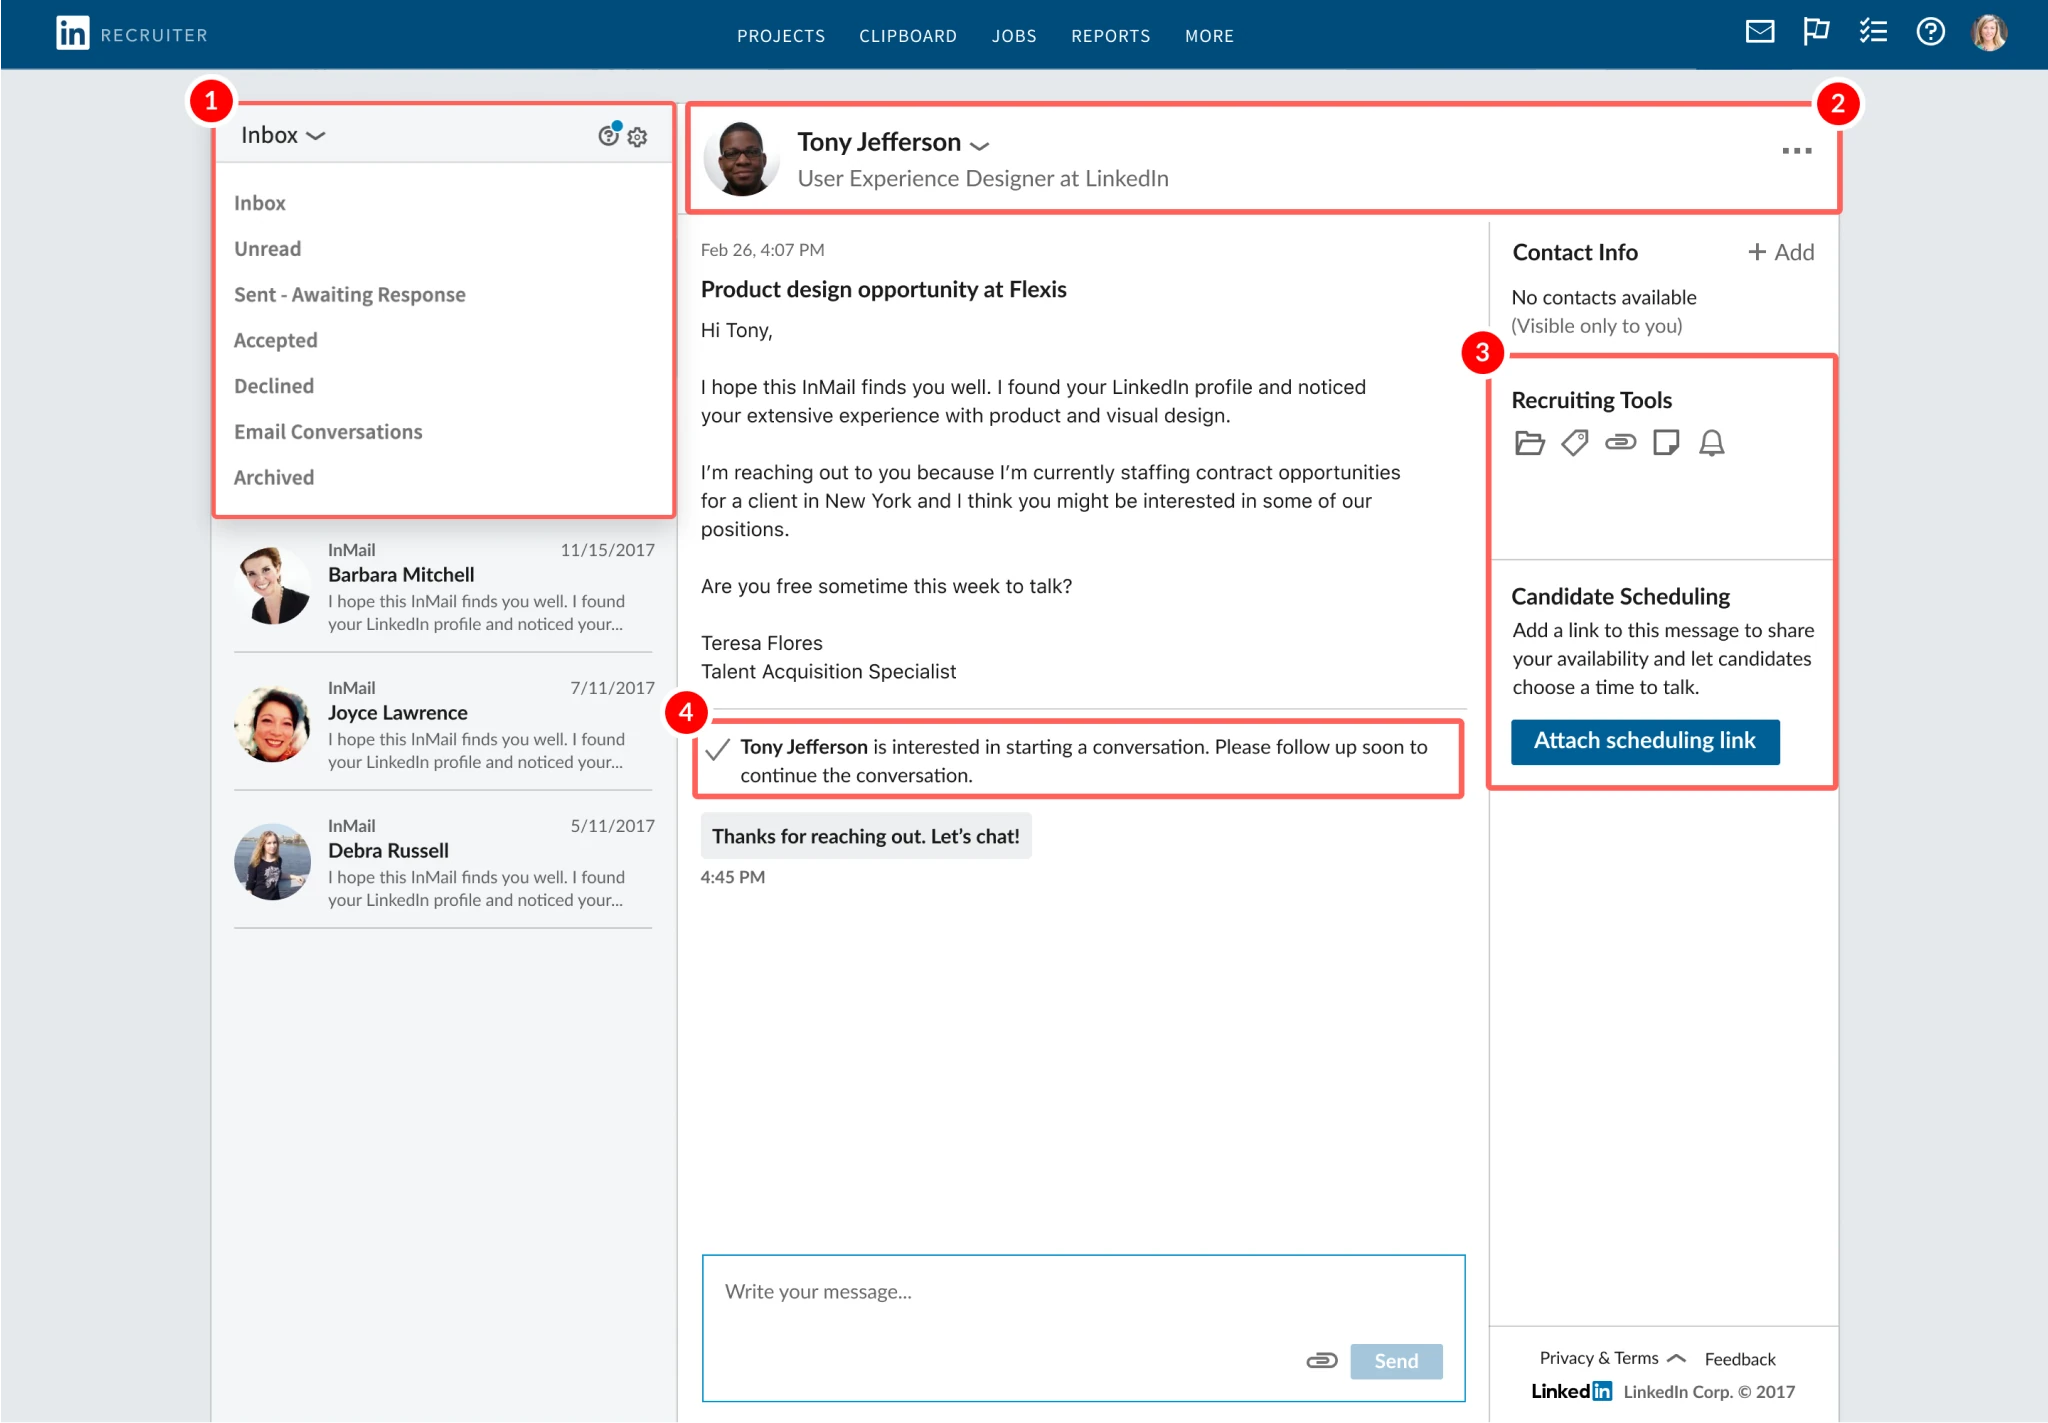 in RECRUITER
PROJECTS CLIPBOARD JOBS REPORTS MORE
1
Inbox
Inbox
Unread
Sent - Awaiting Response
Accepted
Declined
Email Conversations
Archived
InMail 11/15/2017
Barbara Mitchell
I hope this InMail finds you well. I found
your LinkedIn profile and noticed your...
InMail 7/11/2017
Joyce Lawrence
I hope this InMail finds you well. I found
your LinkedIn profile and noticed your...
InMail 5/11/2017
Debra Russell
I hope this InMail finds you well. I found
your LinkedIn profile and noticed your...
2
Tony Jefferson
User Experience Designer at LinkedIn
Feb 26, 4:07 PM
Product design opportunity at Flexis
Hi Tony,
I hope this InMail finds you well. I found your LinkedIn profile and noticed
your extensive experience with product and visual design.
I’m reaching out to you because I’m currently staffing contract opportunities
for a client in New York and I think you might be interested in some of our
positions.
Are you free sometime this week to talk?
Teresa Flores
Talent Acquisition Specialist
4
Tony Jefferson is interested in starting a conversation. Please follow up soon to
continue the conversation.
Thanks for reaching out. Let’s chat!
4:45 PM
Write your message...
Send
Contact Info + Add
No contacts available
(Visible only to you)
3
Recruiting Tools
Candidate Scheduling
Add a link to this message to share
your availability and let candidates
choose a time to talk.
Attach scheduling link
Privacy & Terms Feedback
Linkedin LinkedIn Corp. © 2017